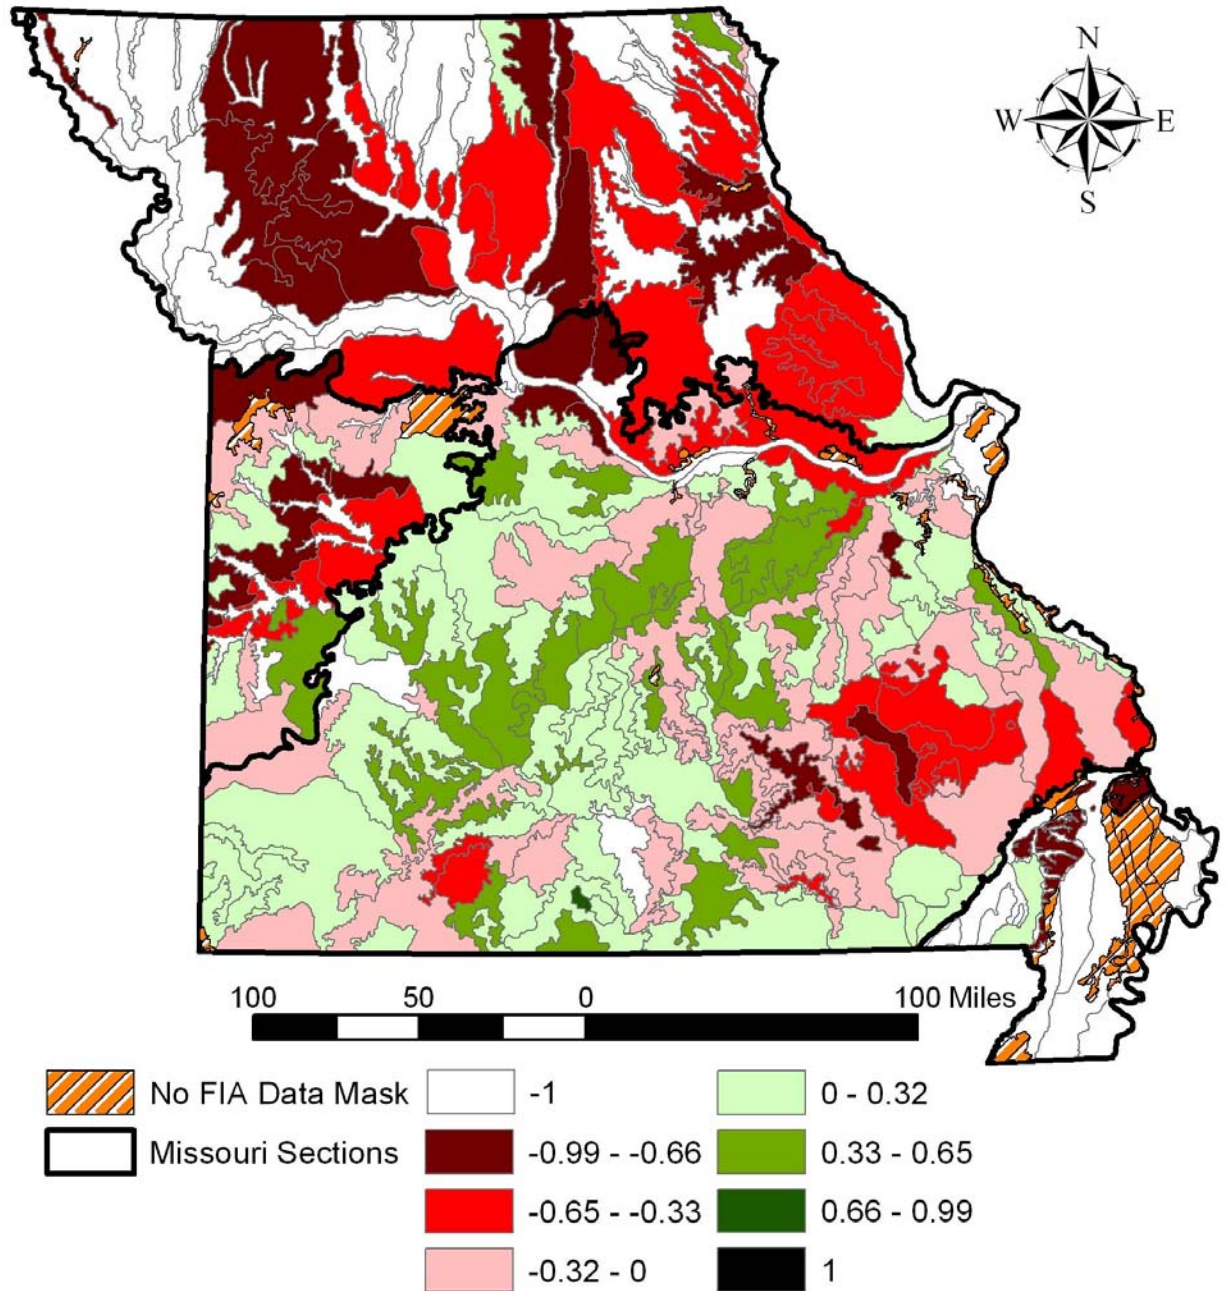 N
W E
S
100 50 0 100 Miles
No FIA Data Mask -1 0 - 0.32
Missouri Sections -0.99 - -0.66 0.33 - 0.65
-0.65 - -0.33 0.66 - 0.99
-0.32 - 0 1